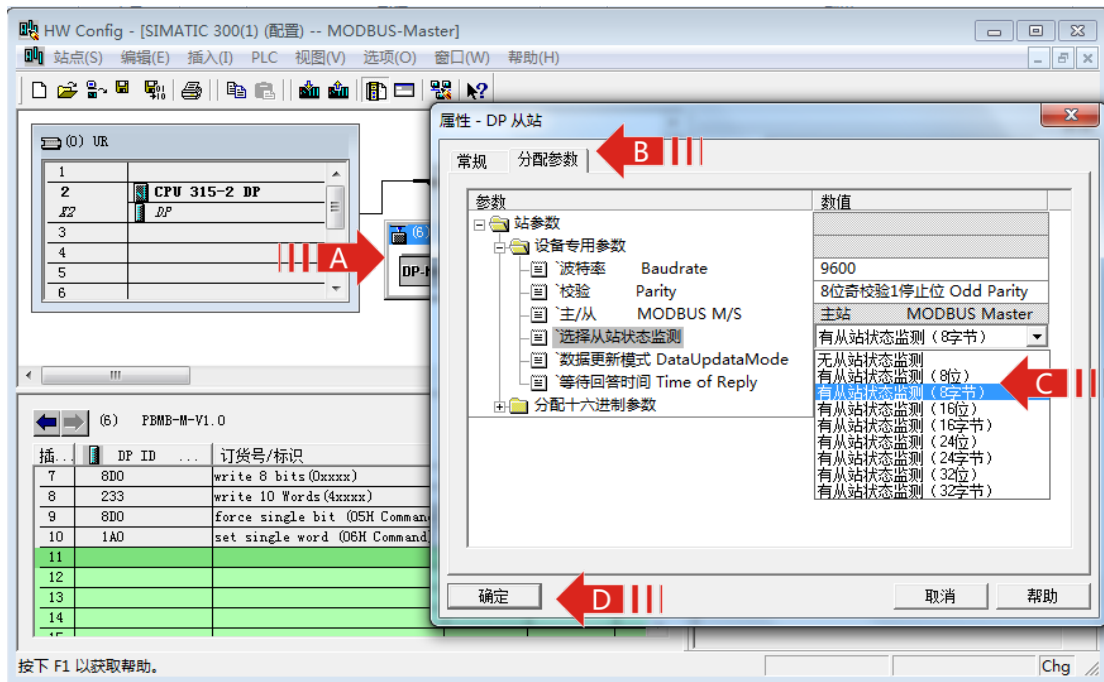 HW Config - [SIMATIC 300(1) (配置) -- MODBUS-Master]
站点(S) 编辑(E) 插入(I) PLC 视图(V) 选项(O) 窗口(W) 帮助(H)
(0) UR
1
2 CPU 315-2 DP
X2 DP
3
4
5
6
A
(6)
属性 - DP 从站
常规 分配参数
B
参数 数值
站参数
设备专用参数
`波特率 Baudrate 9600
`校验 Parity 8位奇校验1停止位 Odd Parity
`主/从 MODBUS M/S 主站 MODBUS Master
`选择从站状态监测 有从站状态监测（8字节）
`数据更新模式 DataUpdataMode
`等待回答时间 Time of Reply
分配十六进制参数
无从站状态监测
有从站状态监测（8位）
有从站状态监测（8字节）
有从站状态监测（16位）
有从站状态监测（16字节）
有从站状态监测（24位）
有从站状态监测（24字节）
有从站状态监测（32位）
有从站状态监测（32字节）
C
确定 取消 帮助
D
(6) PBMB-M-V1.0
插... DP ID ... 订货号/标识
7 8DO write 8 bits(0xxxx)
8 233 write 10 Words(4xxxx)
9 8DO force single bit (05H Comman
10 1AO set single word (06H Command
11
12
13
14
按下 F1 以获取帮助。
Chg